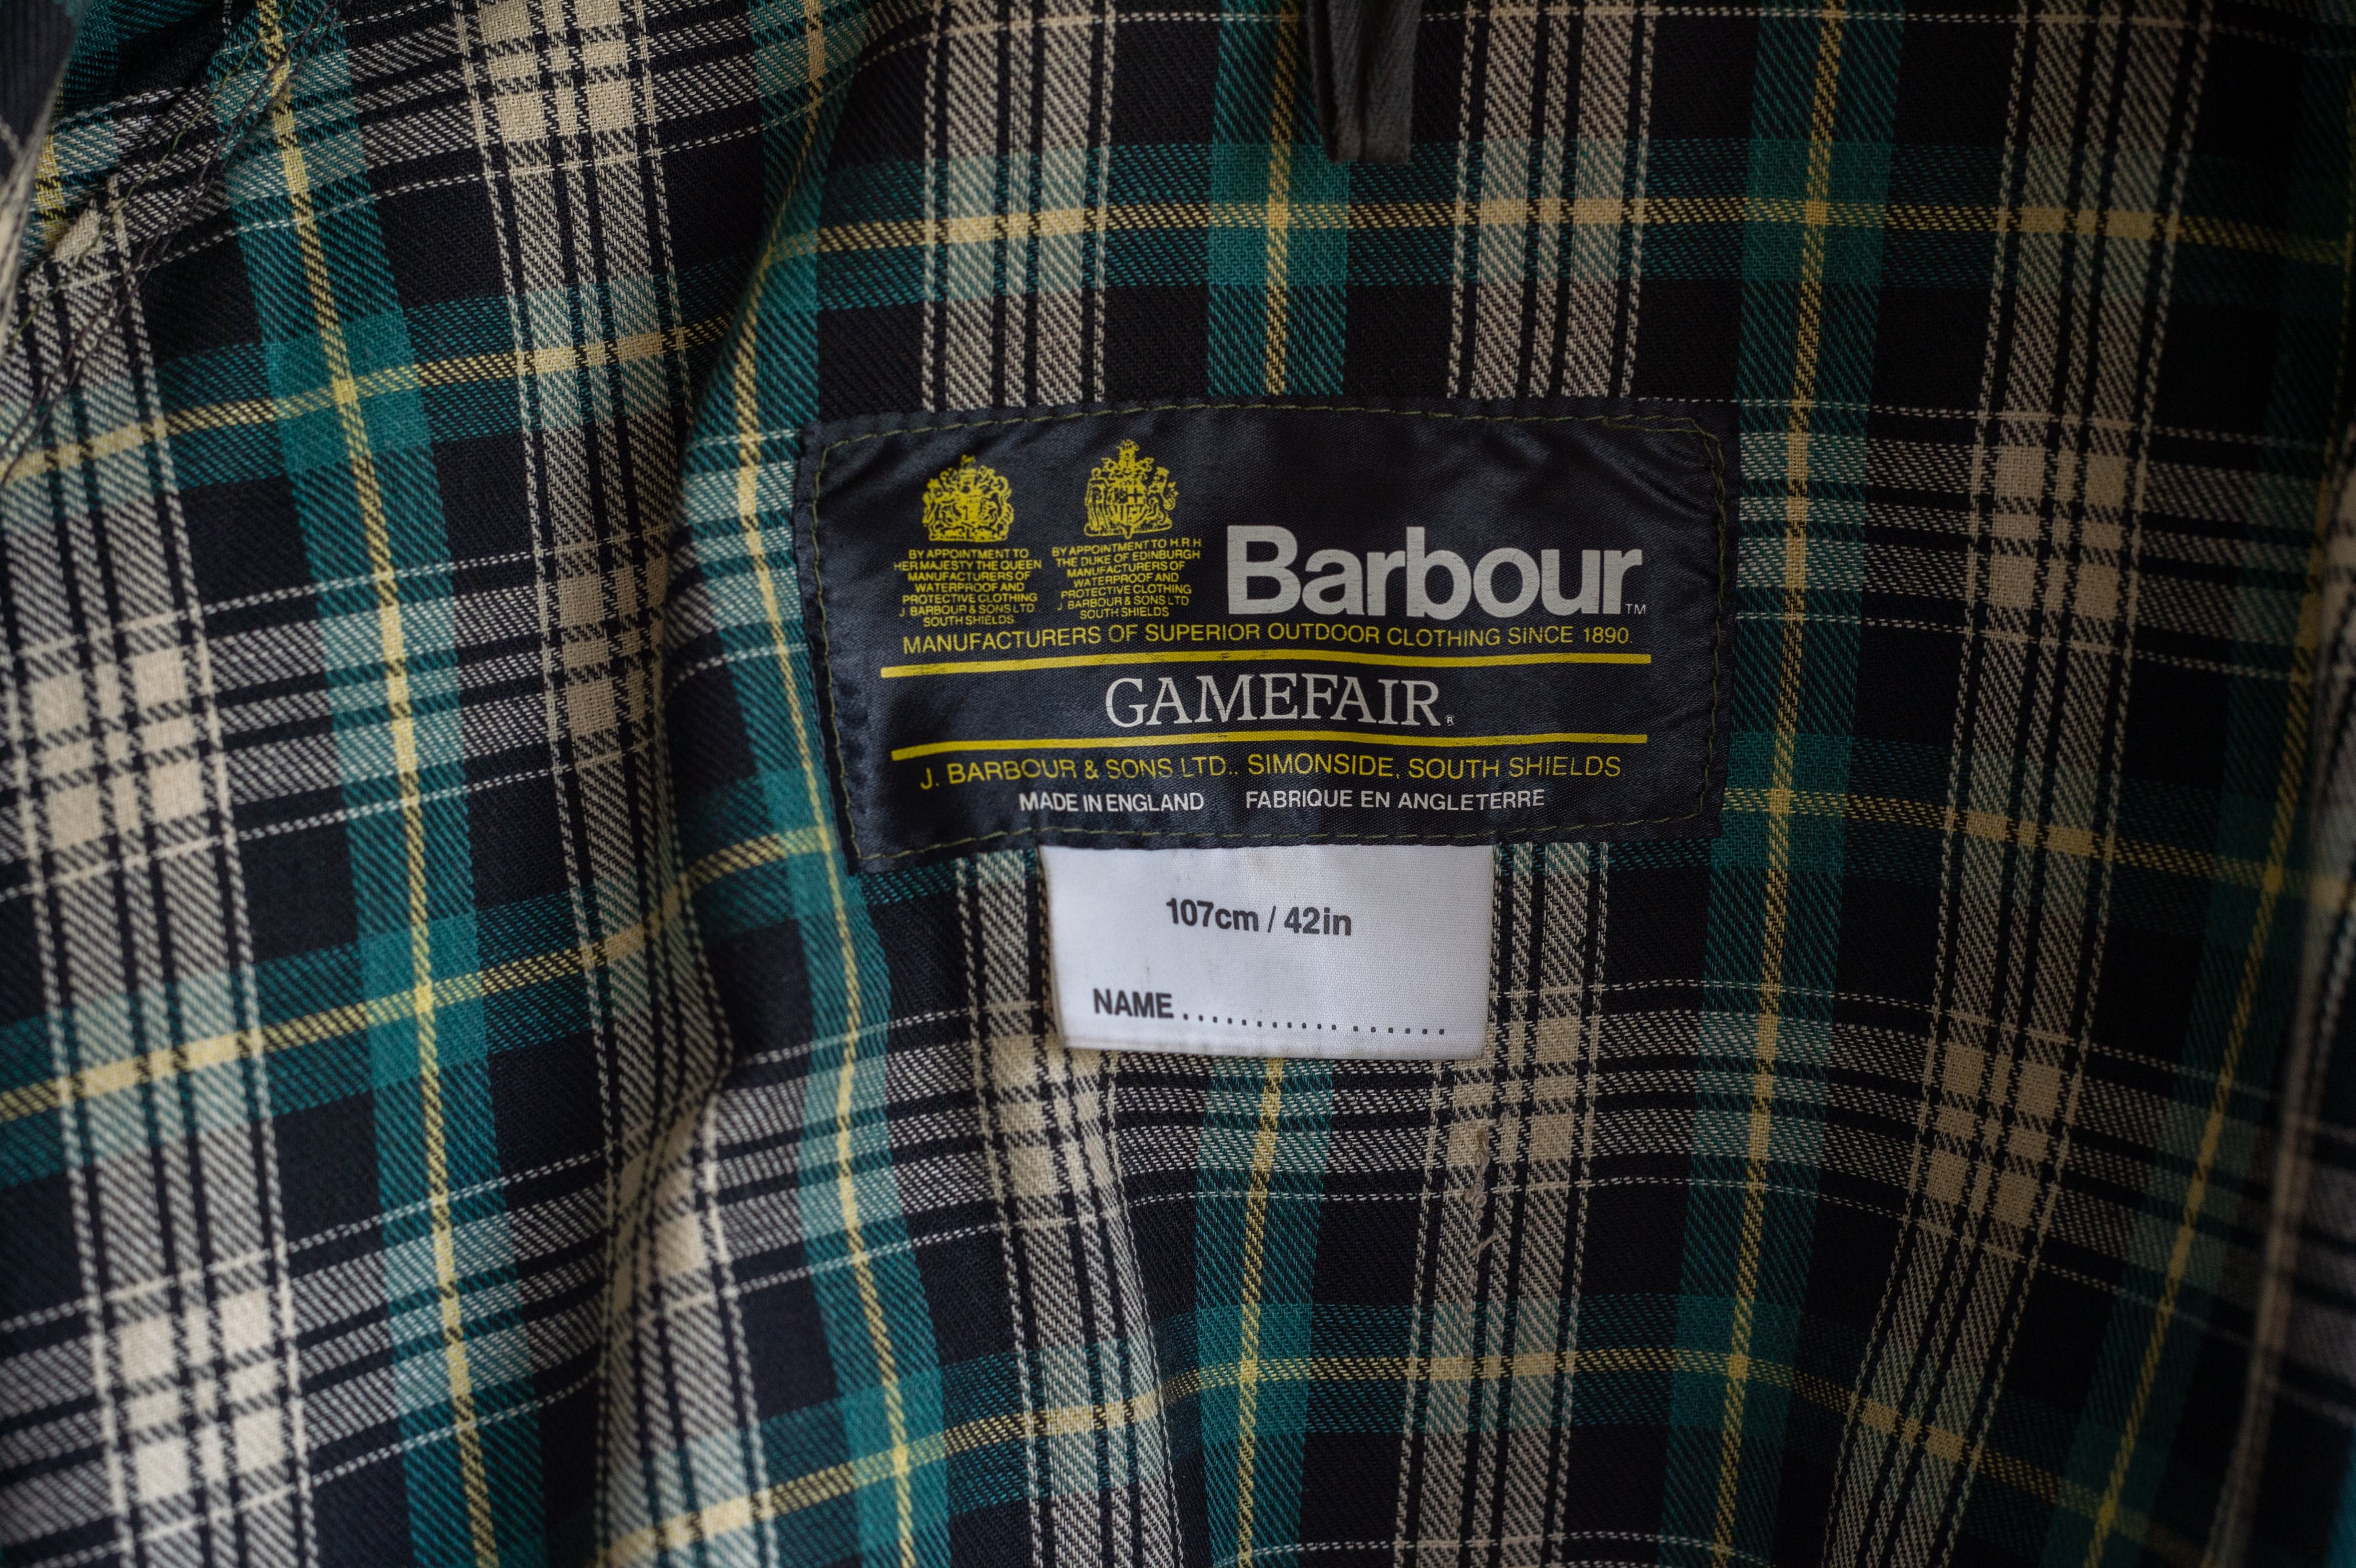 BY APPOINTMENT TO
HER MAJESTY THE QUEEN
MANUFACTURERS OF
WATERPROOF AND
PROTECTIVE CLOTHING
J. BARBOUR & SONS LTD
SOUTH SHIELDS
BY APPOINTMENT TO H.R.H
THE DUKE OF EDINBURGH
MANUFACTURERS OF
WATERPROOF AND
PROTECTIVE CLOTHING
J. BARBOUR & SONS LTD
SOUTH SHIELDS
Barbour™
MANUFACTURERS OF SUPERIOR OUTDOOR CLOTHING SINCE 1890.
GAMEFAIR®
J. BARBOUR & SONS LTD., SIMONSIDE, SOUTH SHIELDS
MADE IN ENGLAND FABRIQUE EN ANGLETERRE
107cm / 42in
NAME..................